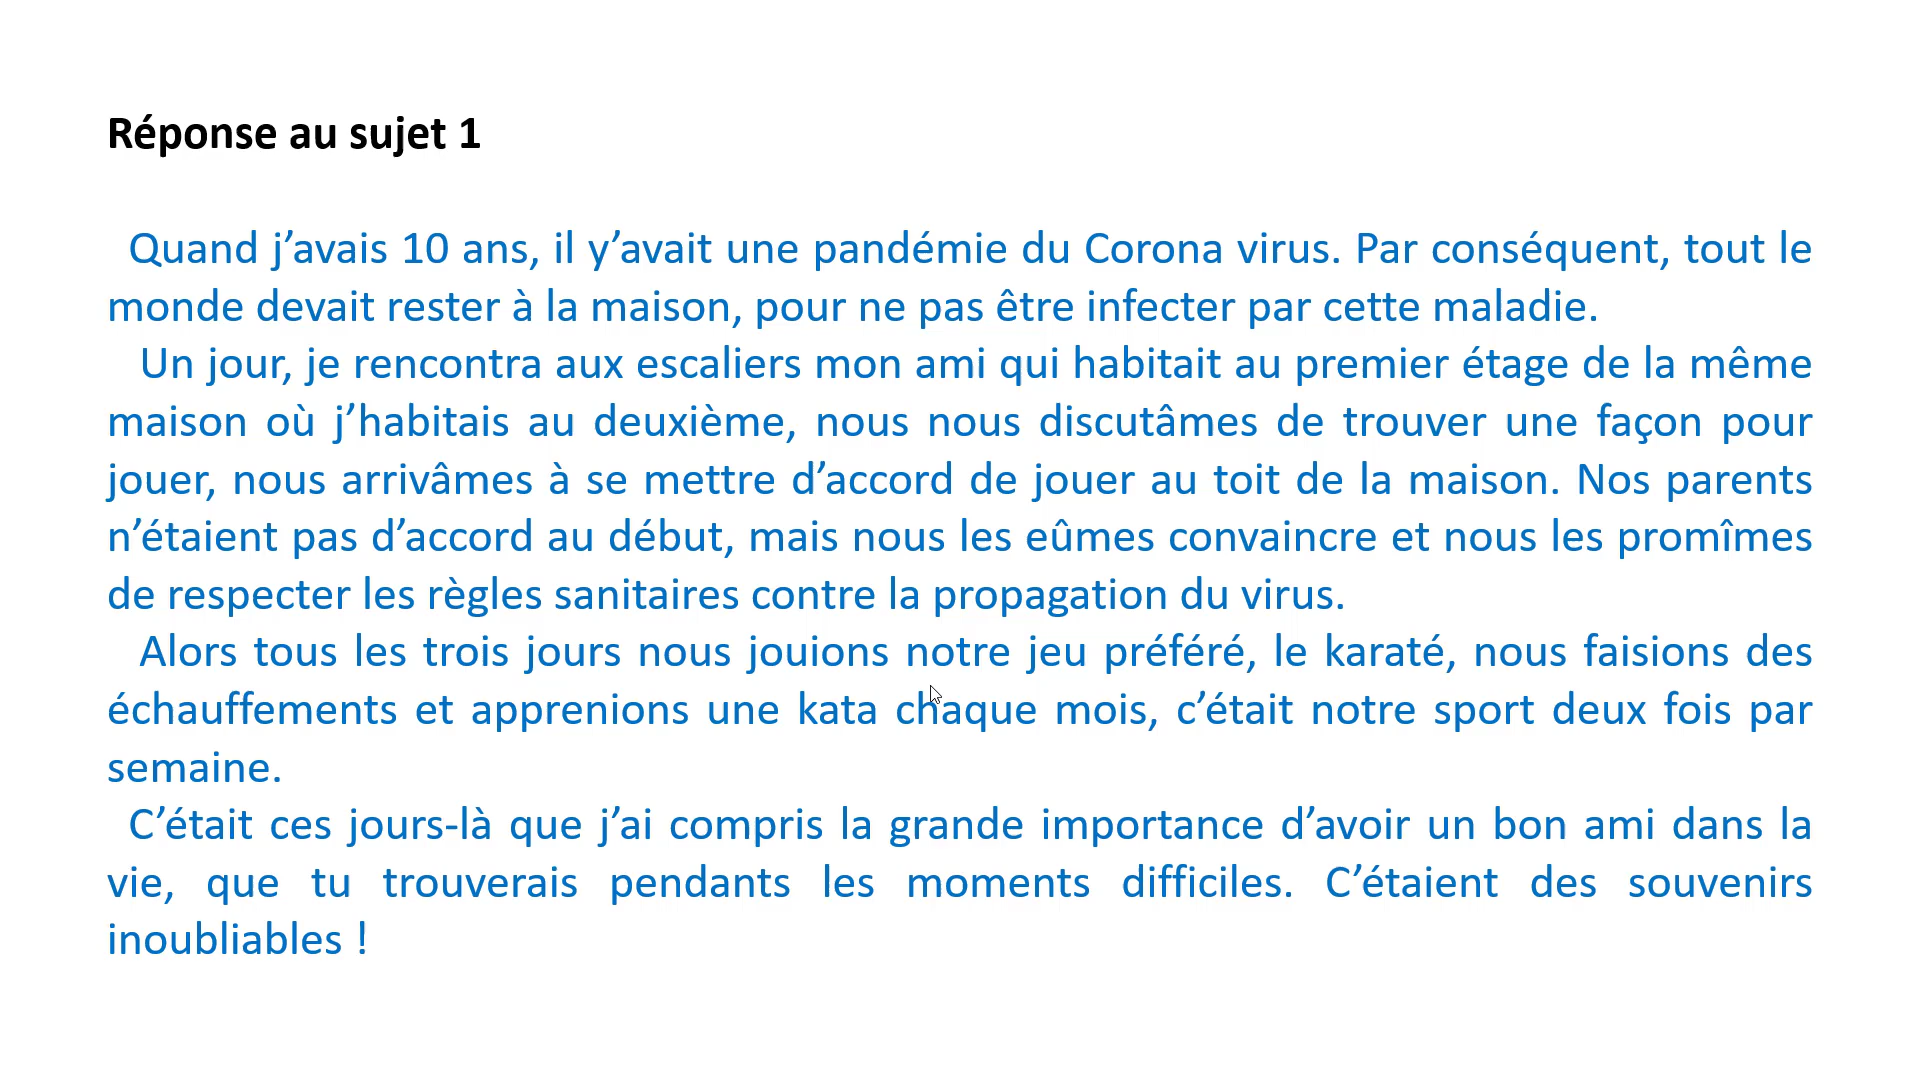 Réponse au sujet 1
Quand j’avais 10 ans, il y’avait une pandémie du Corona virus. Par conséquent, tout le
monde devait rester à la maison, pour ne pas être infecter par cette maladie.
Un jour, je rencontra aux escaliers mon ami qui habitait au premier étage de la même
maison où j’habitais au deuxième, nous nous discutâmes de trouver une façon pour
jouer, nous arrivâmes à se mettre d’accord de jouer au toit de la maison. Nos parents
n’étaient pas d’accord au début, mais nous les eûmes convaincre et nous les promîmes
de respecter les règles sanitaires contre la propagation du virus.
Alors tous les trois jours nous jouions notre jeu préféré, le karaté, nous faisions des
échauffements et apprenions une kata chaque mois, c’était notre sport deux fois par
semaine.
C’était ces jours-là que j’ai compris la grande importance d’avoir un bon ami dans la
vie, que tu trouverais pendants les moments difficiles. C’étaient des souvenirs
inoubliables !